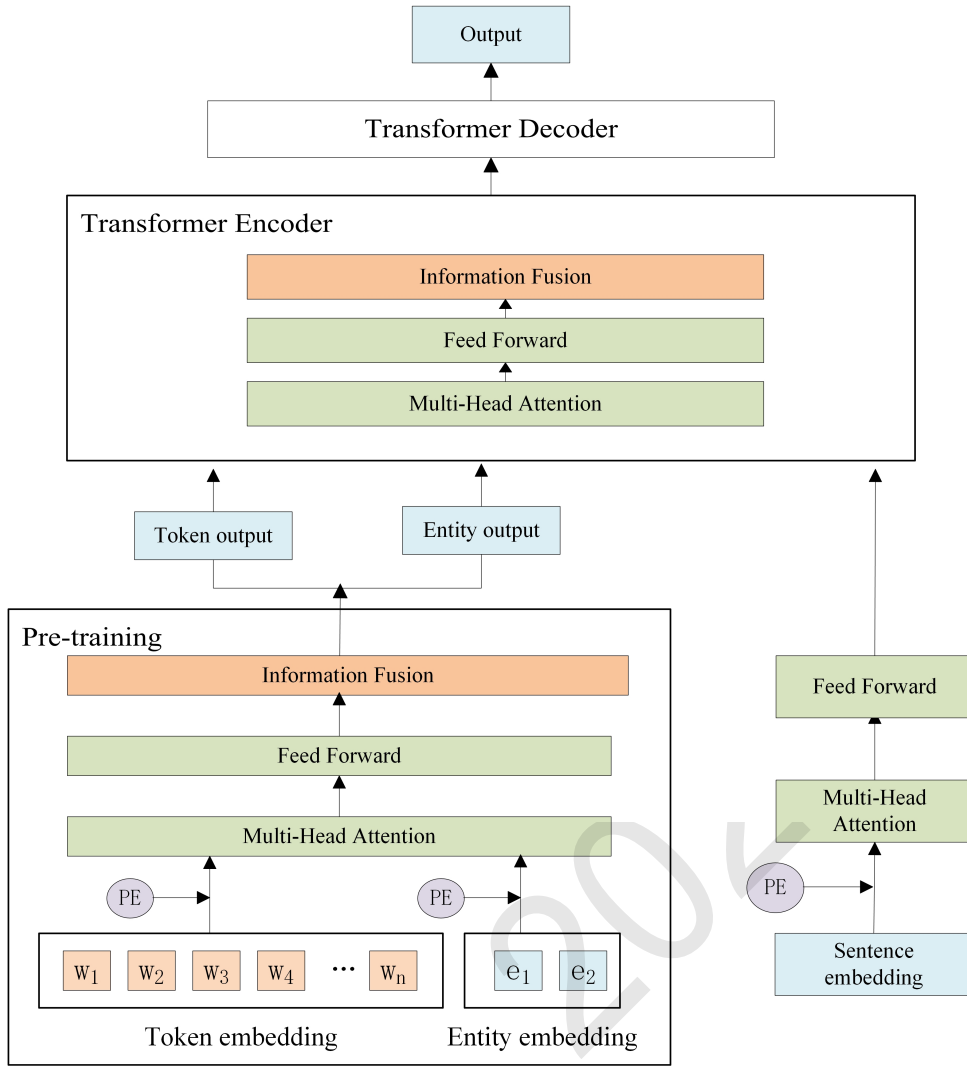 Output
Transformer Decoder
Transformer Encoder
Information Fusion
Feed Forward
Multi-Head Attention
Token output
Entity output
Pre-training
Information Fusion
Feed Forward
Multi-Head Attention
PE
PE
w1 w2 w3 w4 ··· wn
e1 e2
Token embedding
Entity embedding
Feed Forward
Multi-Head
Attention
PE
Sentence
embedding